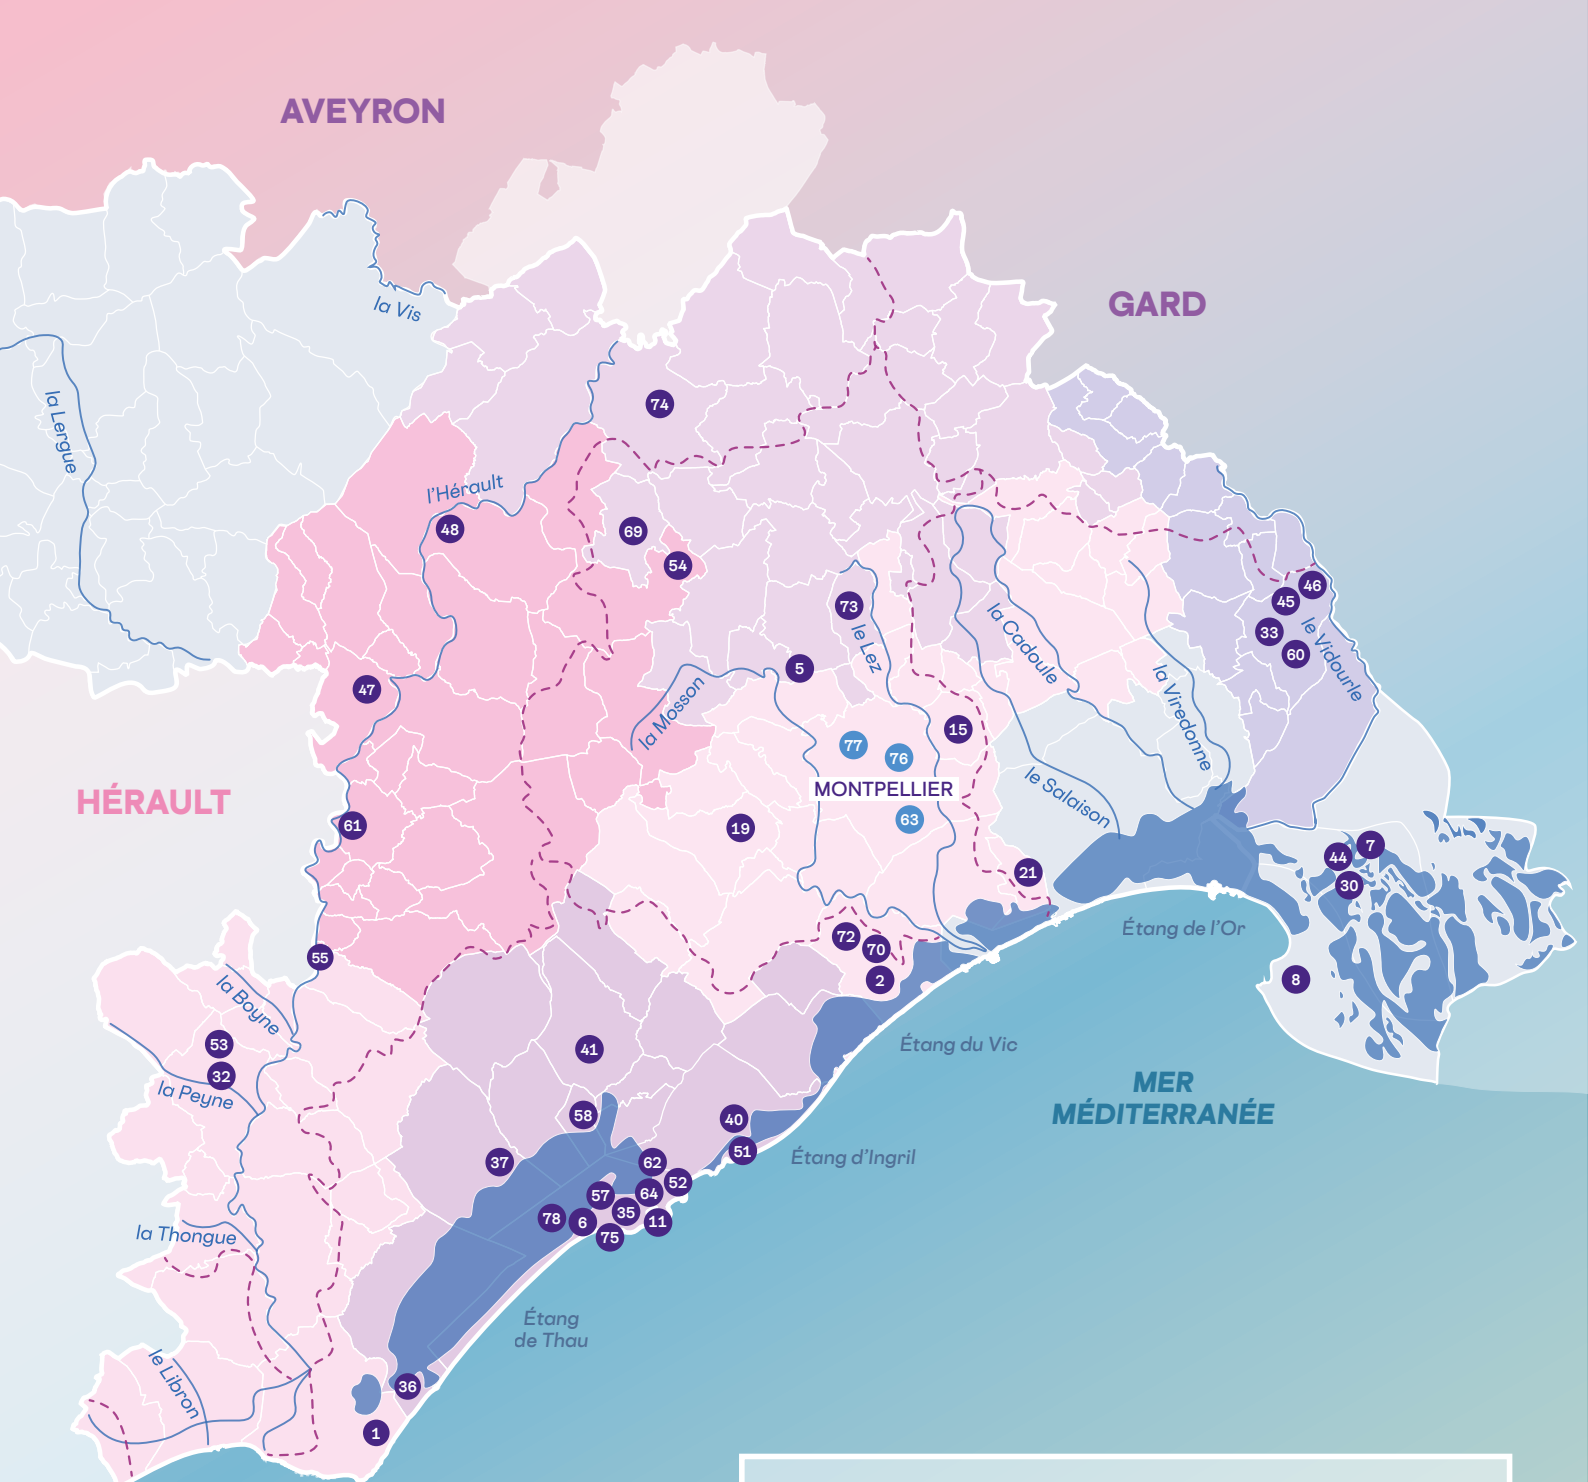 AVEYRON
GARD
la Vis
la Lergue
74
l'Hérault
48
69
54
46
45
73
33
60
le Vidourle
la Cadoule
le Lez
5
47
la Mosson
la Viredonne
15
77
76
MONTPELLIER
le Salaison
HÉRAULT
61
19
63
44
7
21
30
Étang de l'Or
72
70
55
2
8
la Boyne
53
41
Étang du Vic
32
la Peyne
MER
MÉDITERRANÉE
58
40
51
Étang d'Ingril
37
62
52
57
64
78
6
35
11
75
la Thongue
Étang
de Thau
le Libron
36
1